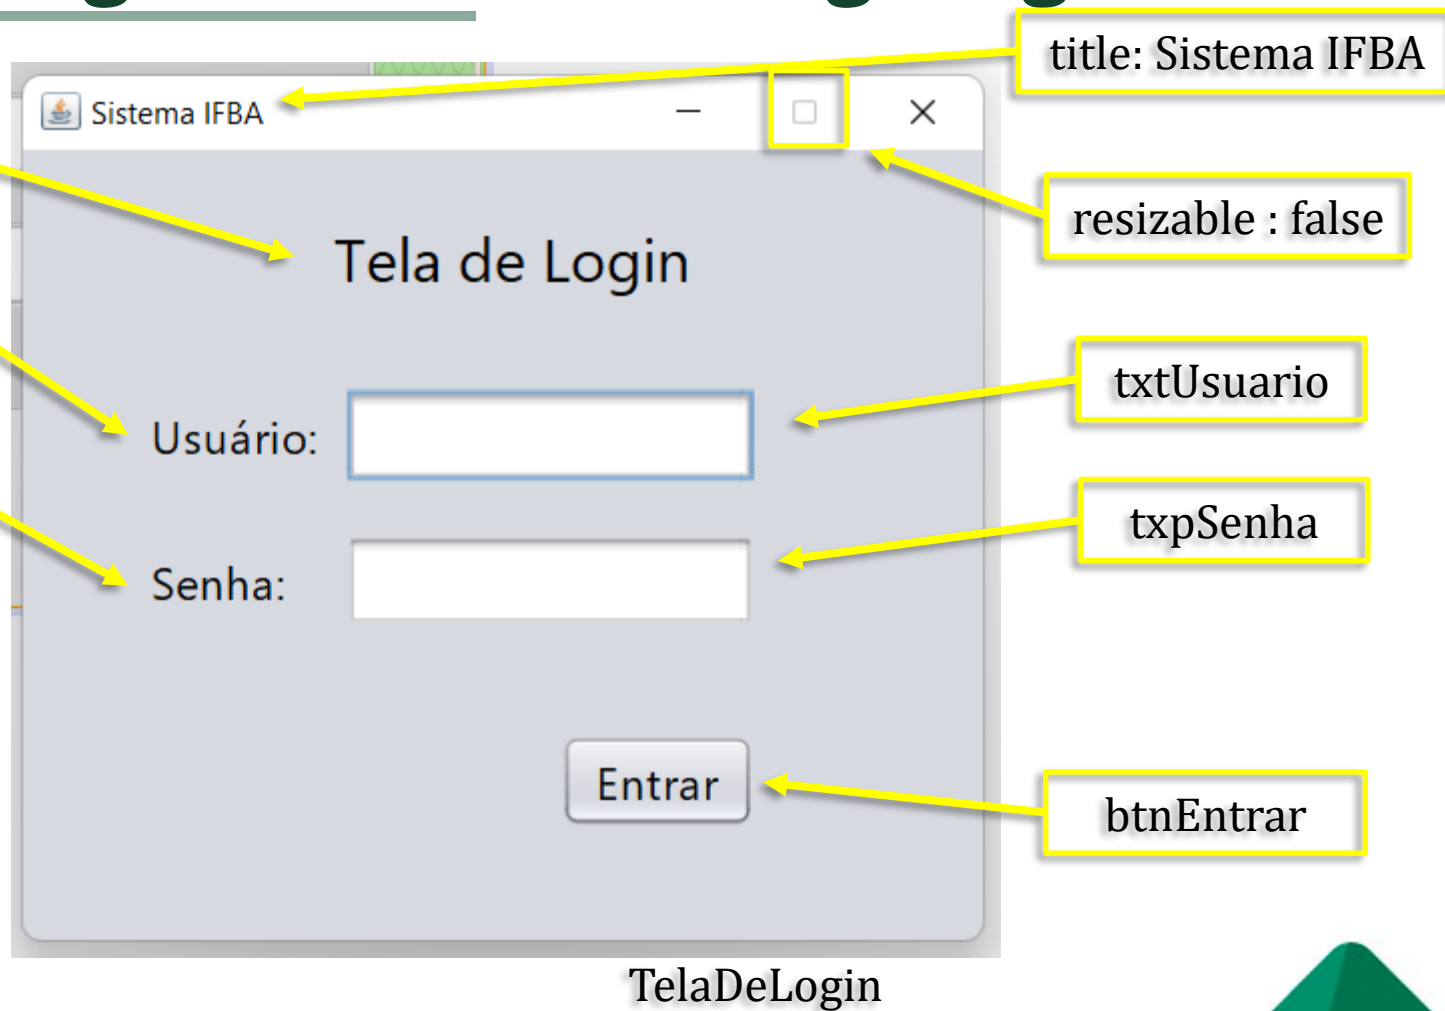 title: Sistema IFBA
Sistema IFBA
resizable : false
Tela de Login
txtUsuario
Usuário:
txpSenha
Senha:
Entrar
btnEntrar
TelaDeLogin